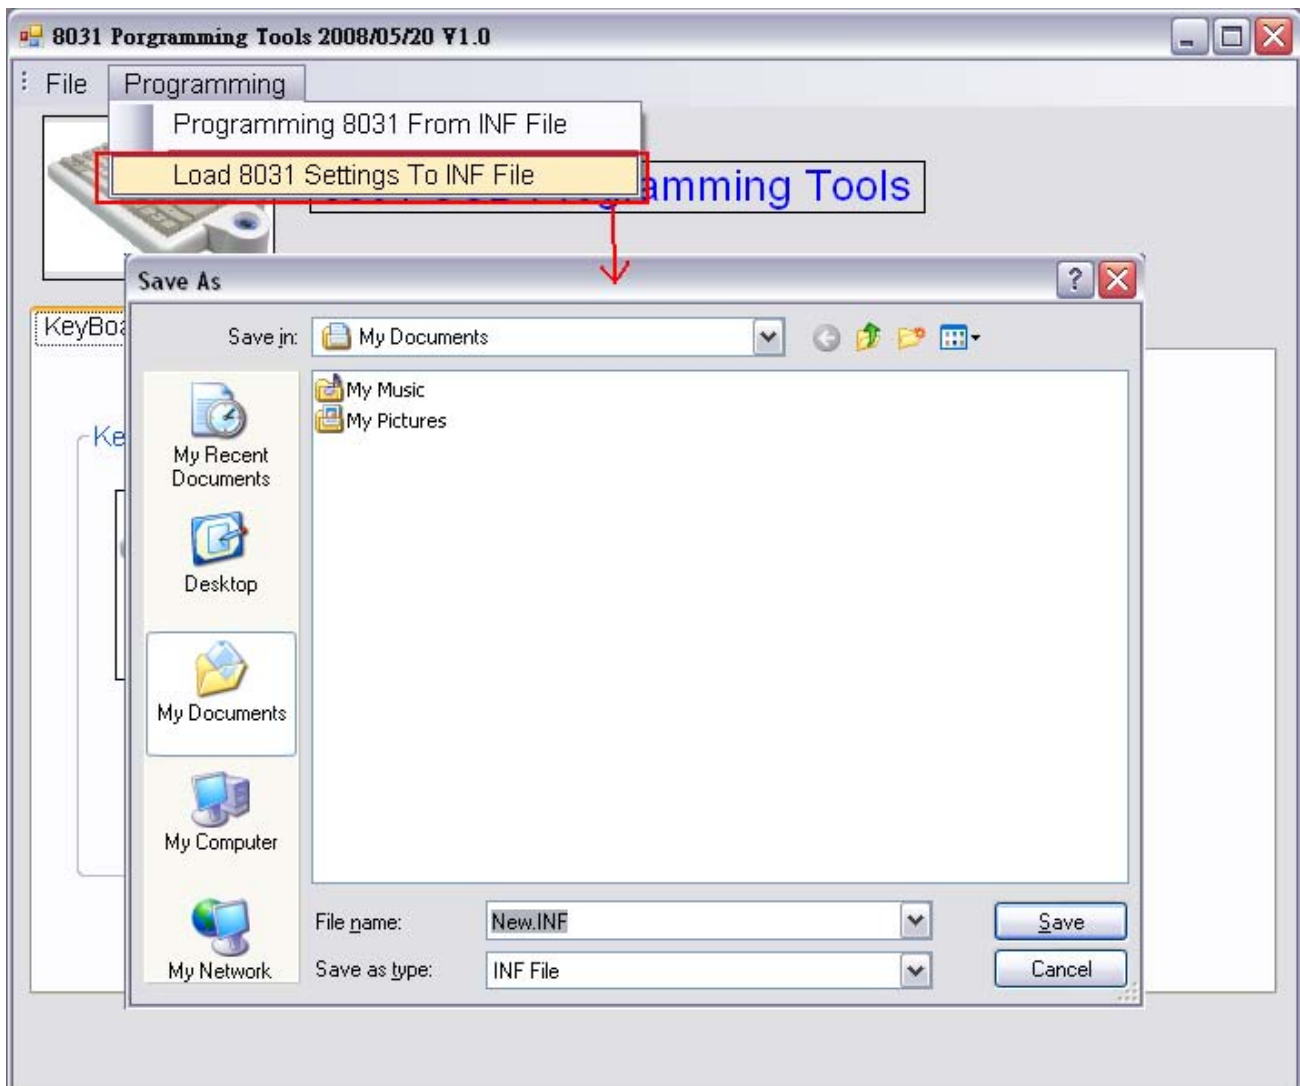 8031 Porgramming Tools 2008/05/20 V1.0
File Programming
Programming 8031 From INF File
Load 8031 Settings To INF File
amming Tools
Save As
KeyBoa
Save in: My Documents
My Music
My Pictures
Ke
My Recent
Documents
Desktop
My Documents
My Computer
My Network
File name: New.INF Save
Save as type: INF File Cancel